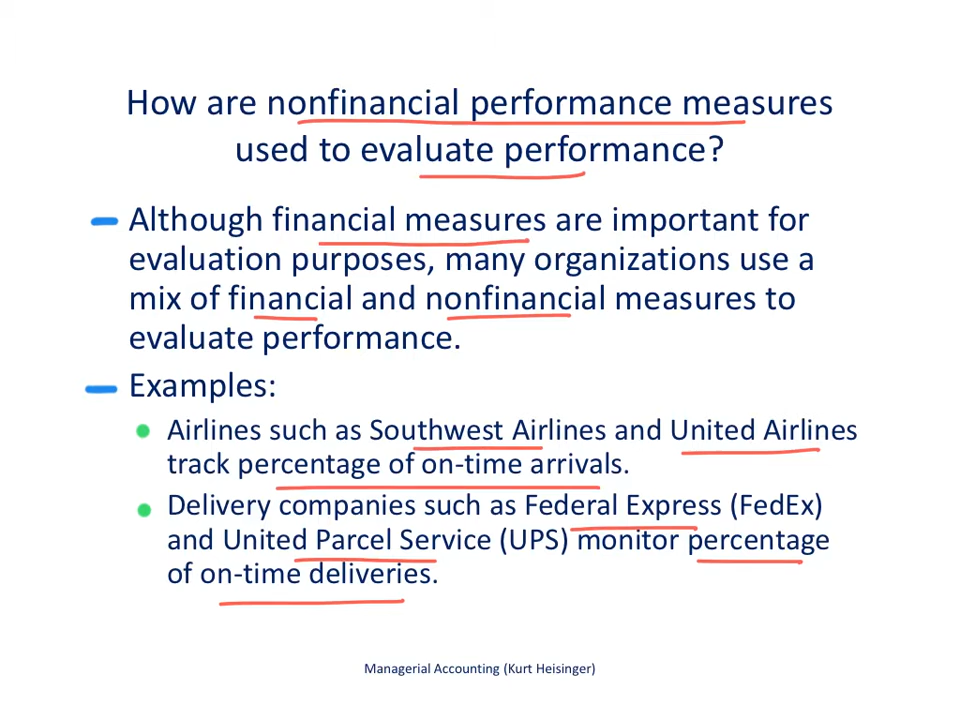 How are nonfinancial performance measures
used to evaluate performance?
Although financial measures are important for
evaluation purposes, many organizations use a
mix of financial and nonfinancial measures to
evaluate performance.
Examples:
Airlines such as Southwest Airlines and United Airlines
track percentage of on-time arrivals.
Delivery companies such as Federal Express (FedEx)
and United Parcel Service (UPS) monitor percentage
of on-time deliveries.
Managerial Accounting (Kurt Heisinger)